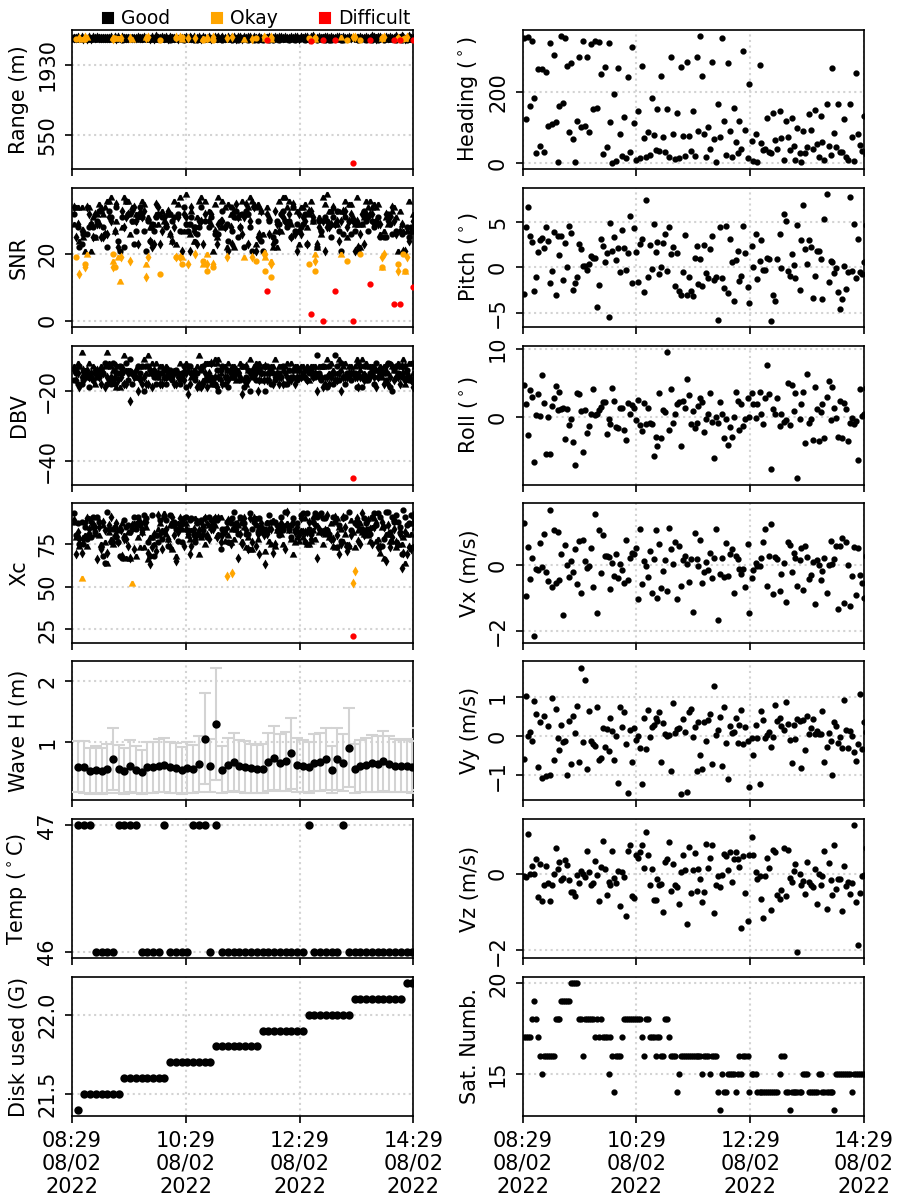 Good Okay Difficult
Range (m)
1930
550
Heading (°)
200
0
SNR
20
0
Pitch (°)
5
0
−5
DBV
−20
−40
Roll (°)
10
0
Xc
75
50
25
Vx (m/s)
0
−2
Wave H (m)
2
1
Vy (m/s)
1
0
−1
Temp (°C)
47
46
Vz (m/s)
0
−2
Disk used (G)
22.0
21.5
Sat. Numb.
20
15
08:29 10:29 12:29 14:29
08/02 08/02 08/02 08/02
2022 2022 2022 2022
08:29 10:29 12:29 14:29
08/02 08/02 08/02 08/02
2022 2022 2022 2022